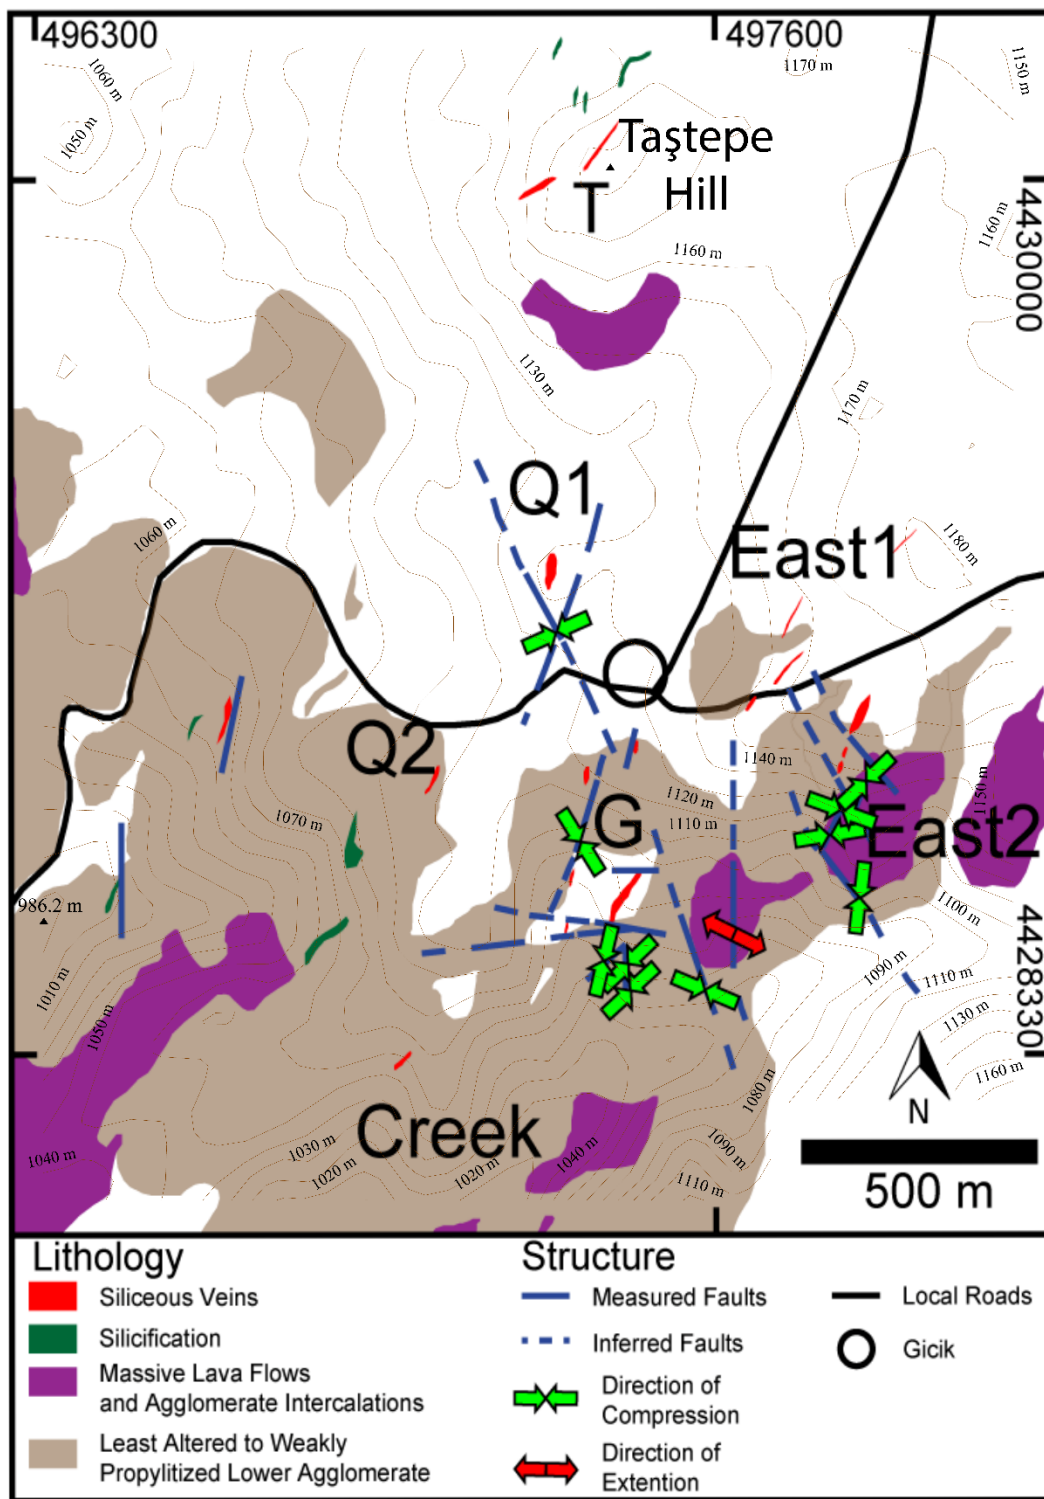 496300
497600
1060 m
1050 m
1170 m
1150 m
Taştepe
Hill
T
4430000
1160 m
1160 m
1130 m
1170 m
Q1
East1
1180 m
1060 m
Q2
1140 m
1150 m
1120 m
1110 m
1070 m
G
East2
986.2 m
1100 m
4428330
1090 m
1110 m
1010 m
1050 m
1130 m
1160 m
N
1080 m
Creek
1030 m
1020 m
1020 m
1040 m
1040 m
1090 m
1110 m
500 m
Lithology
Siliceous Veins
Silicification
Massive Lava Flows
and Agglomerate Intercalations
Least Altered to Weakly
Propylitized Lower Agglomerate
Structure
Measured Faults
Inferred Faults
Direction of
Compression
Direction of
Extention
Local Roads
Gicik